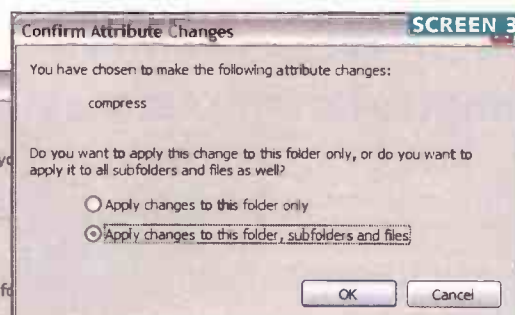 SCREEN 3
Confirm Attribute Changes
You have chosen to make the following attribute changes:
compress
Do you want to apply this change to this folder only, or do you want to
apply it to all subfolders and files as well?
Apply changes to this folder only
Apply changes to this folder, subfolders and files
OK
Cancel